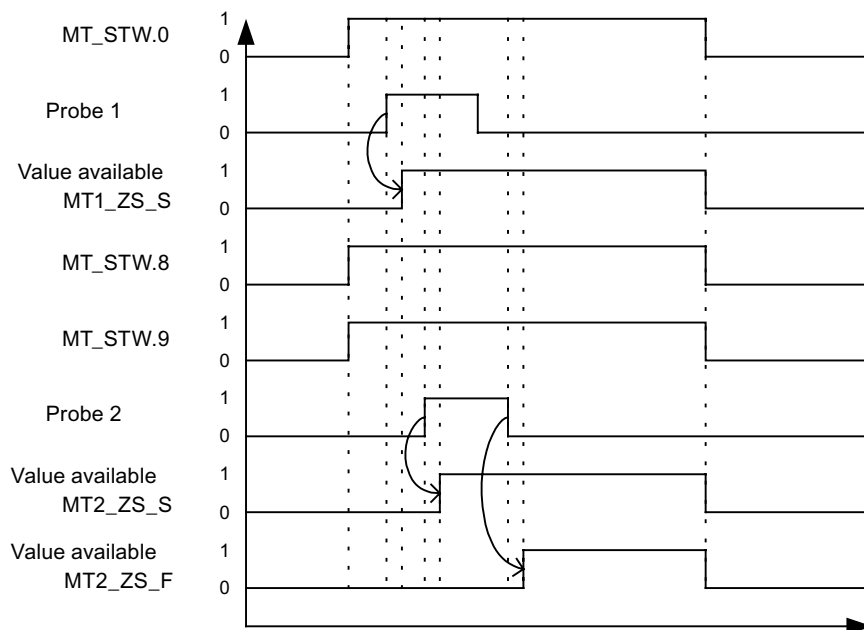 1
MT_STW.0
0
1
Probe 1
0
Value available
1
MT1_ZS_S
0
1
MT_STW.8
0
1
MT_STW.9
0
1
Probe 2
0
Value available
1
MT2_ZS_S
0
Value available
1
MT2_ZS_F
0